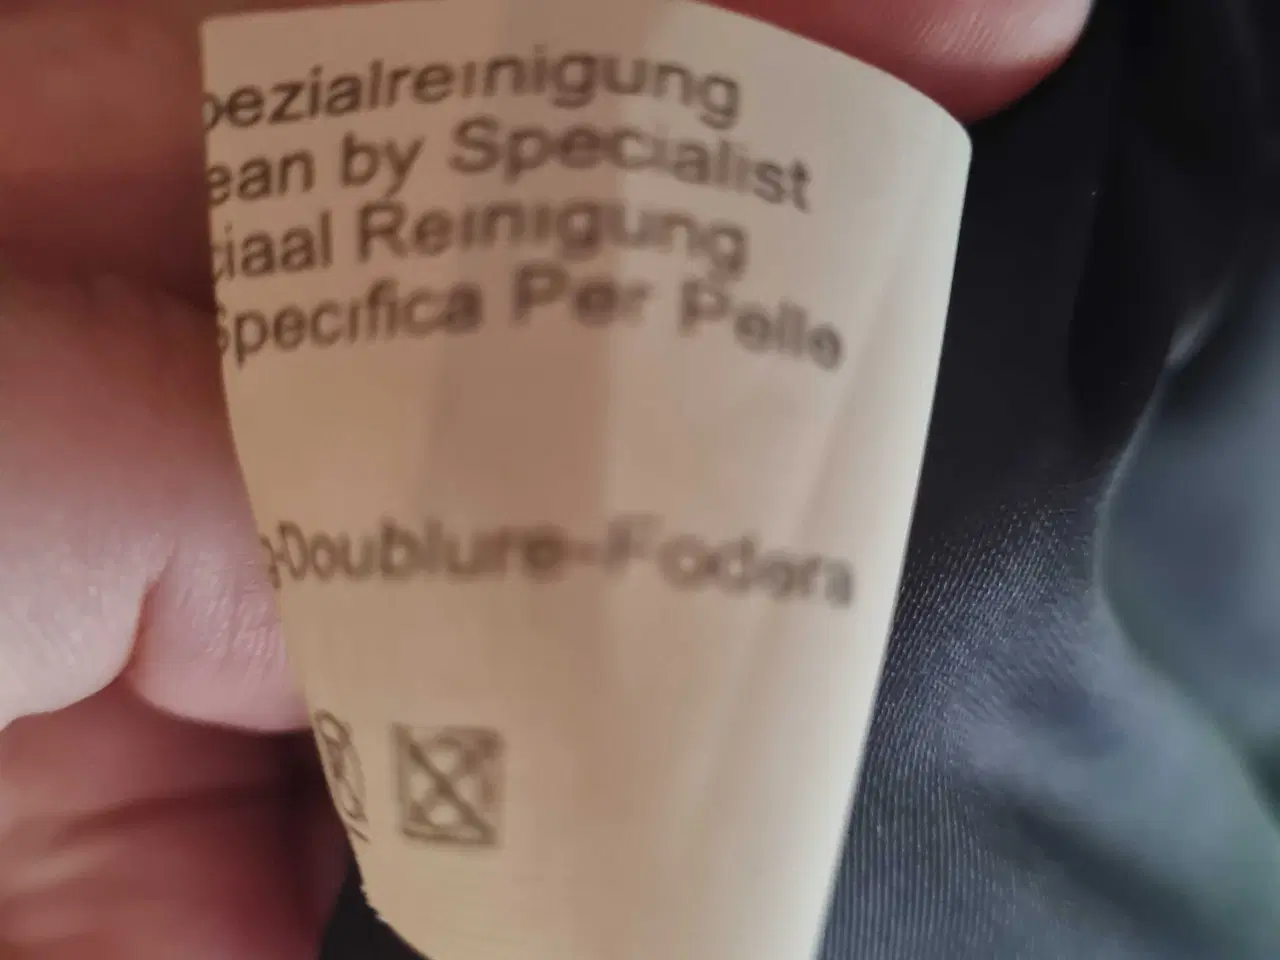 pezialreinigung
ean by Specialist
ciaal Reinigung
Specifica Per Pelle
-Doublure-Fodera